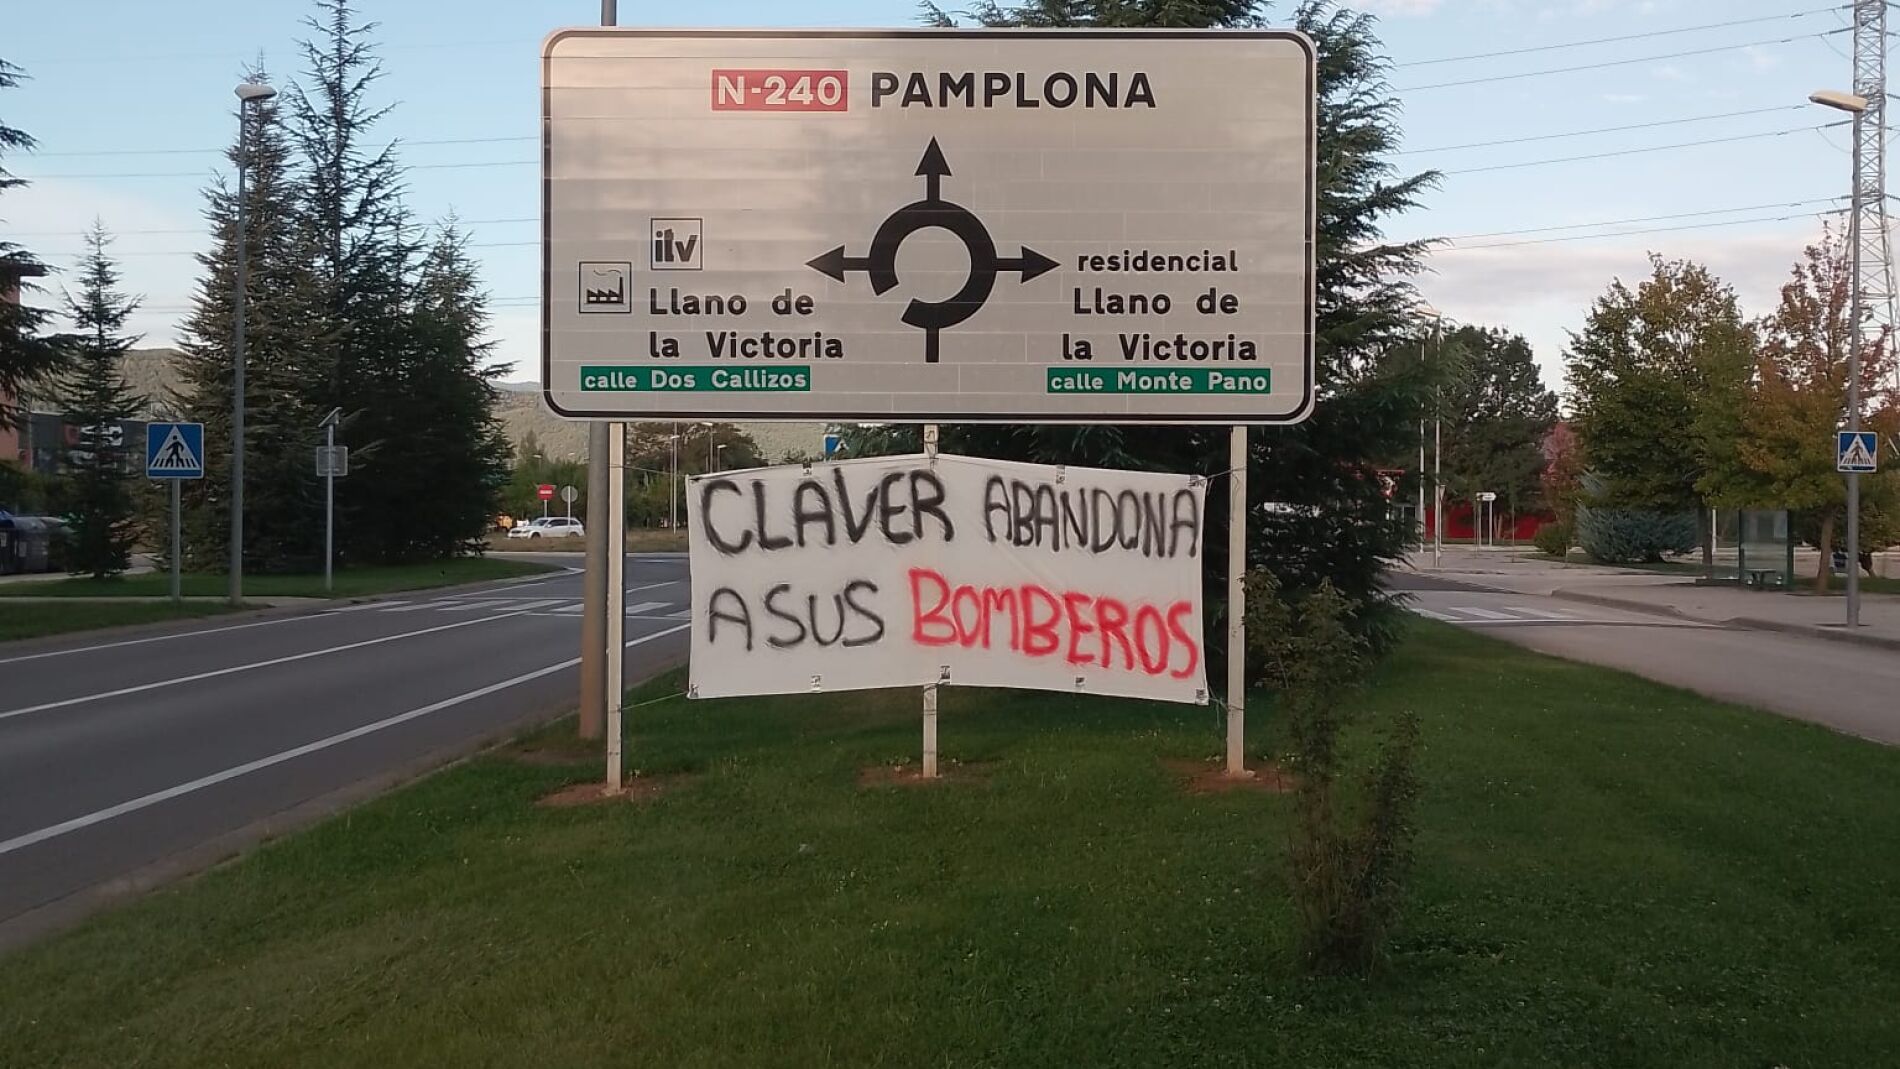 N-240 PAMPLONA
itv
Llano de
la Victoria
calle Dos Callizos
residencial
Llano de
la Victoria
calle Monte Pano
CLAVER ABANDONA
A SUS BOMBEROS